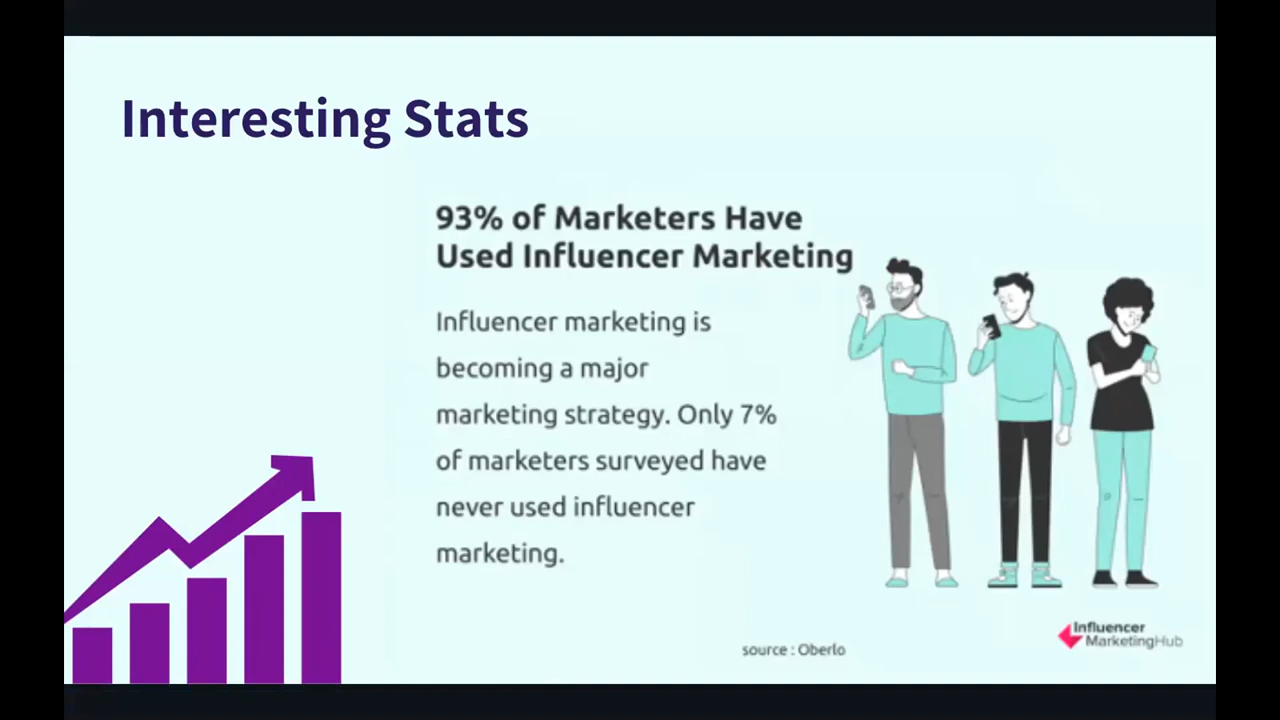 Interesting Stats
93% of Marketers Have
Used Influencer Marketing
Influencer marketing is
becoming a major
marketing strategy. Only 7%
of marketers surveyed have
never used influencer
marketing.
source : Oberlo
Influencer
MarketingHub